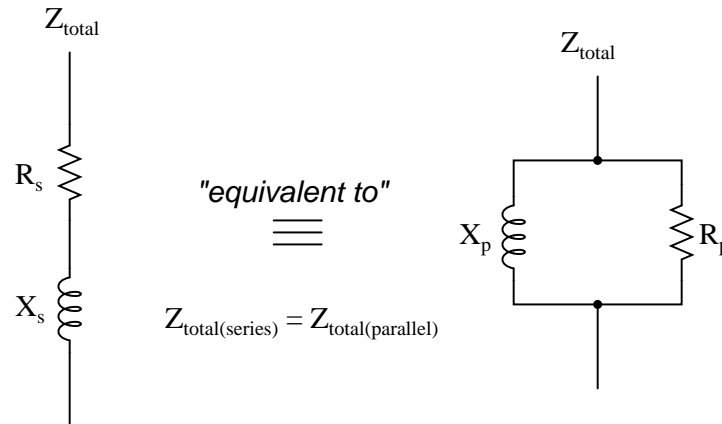 Z_total
R_s
X_s
"equivalent to"
Z_total(series) = Z_total(parallel)
Z_total
X_p
R_p